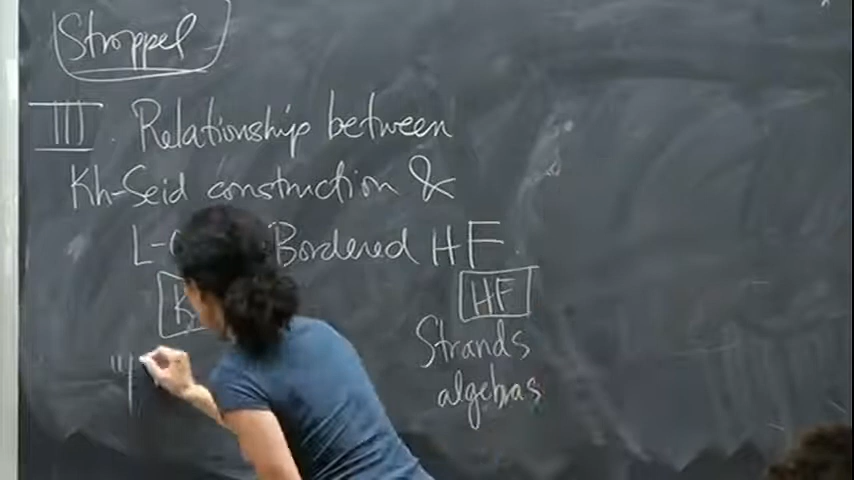 Stroppel
III. Relationship between
Kh-Seid construction &
L- Bordered HF
HF
Strands
algebras